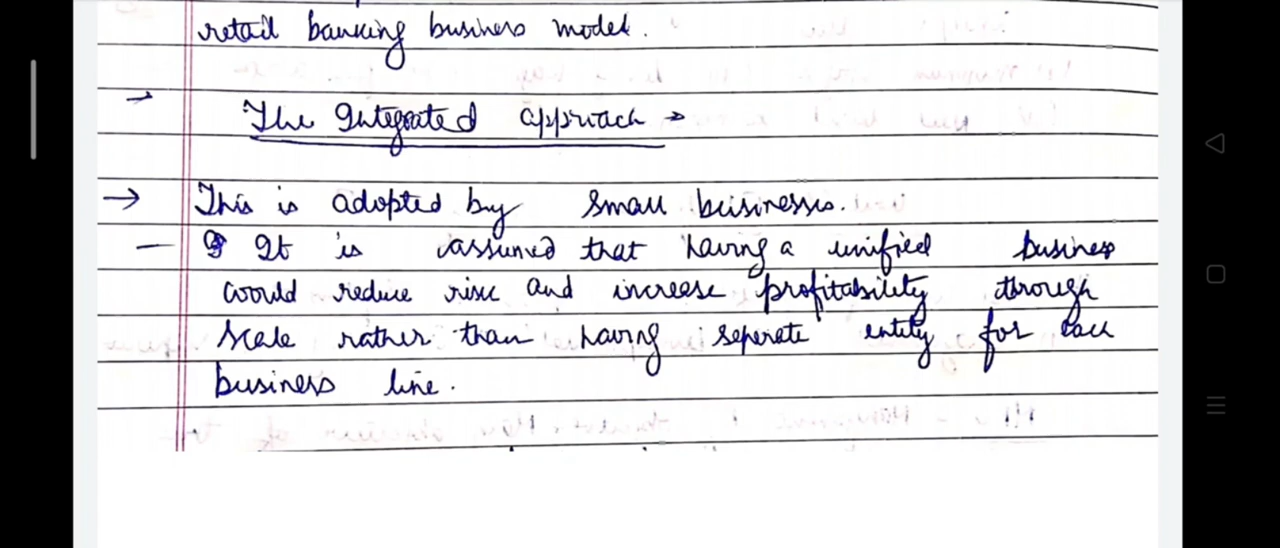 retail banking business model.
The Integrated approach →
→ This is adopted by small businesses.
— It is assumed that having a unified business
would reduce risk and increase profitability through
scale rather than having seperate entity for each
business line.